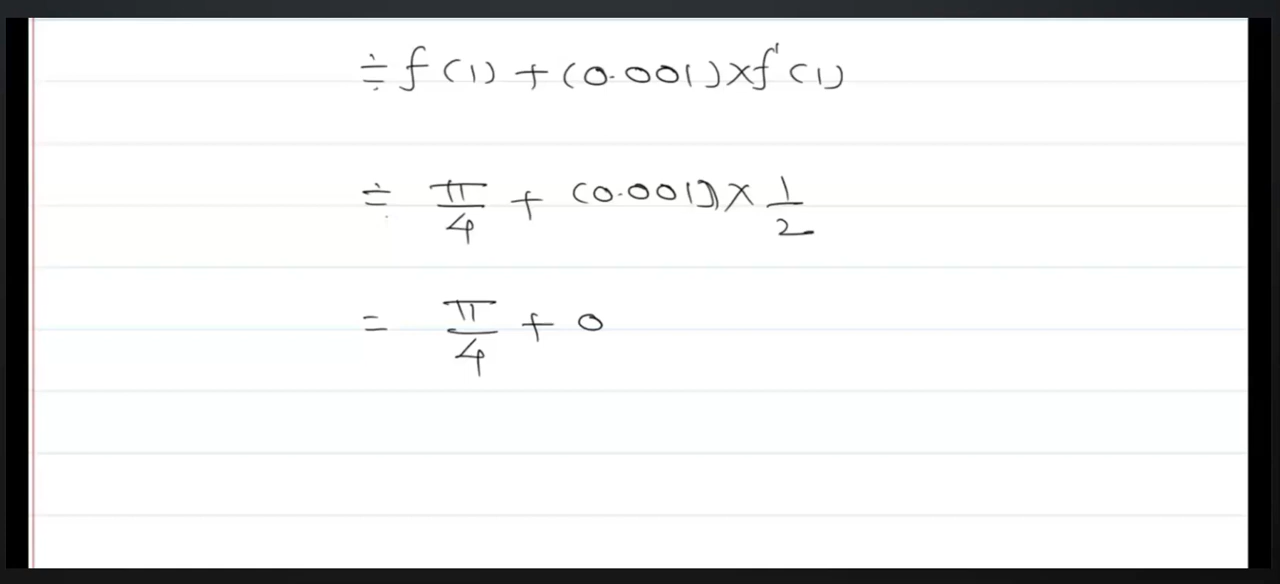 ≑ f(1) + (0.001)×f'(1)
≑ π/4 + (0.001)× 1/2
= π/4 + 0